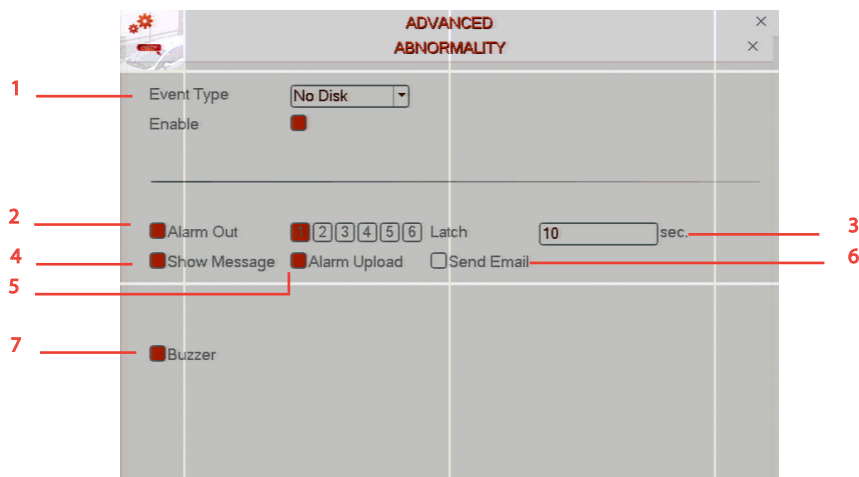 ADVANCED
ABNORMALITY
1 Event Type No Disk
Enable
2 Alarm Out 1 2 3 4 5 6 Latch 10 sec. 3
4 Show Message Alarm Upload Send Email 6
5
7 Buzzer